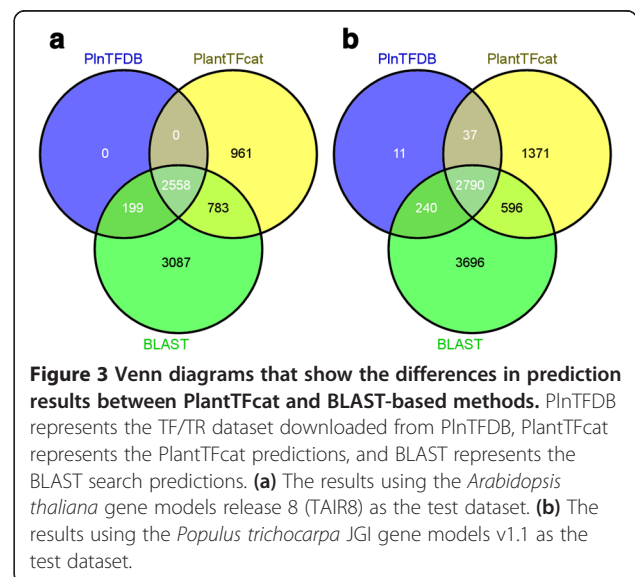 a
b
PlnTFDB
PlantTFcat
PlnTFDB
PlantTFcat
0
0
961
2558
199
783
3087
BLAST
11
37
1371
2790
240
596
3696
BLAST
Figure 3 Venn diagrams that show the differences in prediction
results between PlantTFcat and BLAST-based methods. PlnTFDB
represents the TF/TR dataset downloaded from PlnTFDB, PlantTFcat
represents the PlantTFcat predictions, and BLAST represents the
BLAST search predictions. (a) The results using the Arabidopsis
thaliana gene models release 8 (TAIR8) as the test dataset. (b) The
results using the Populus trichocarpa JGI gene models v1.1 as the
test dataset.